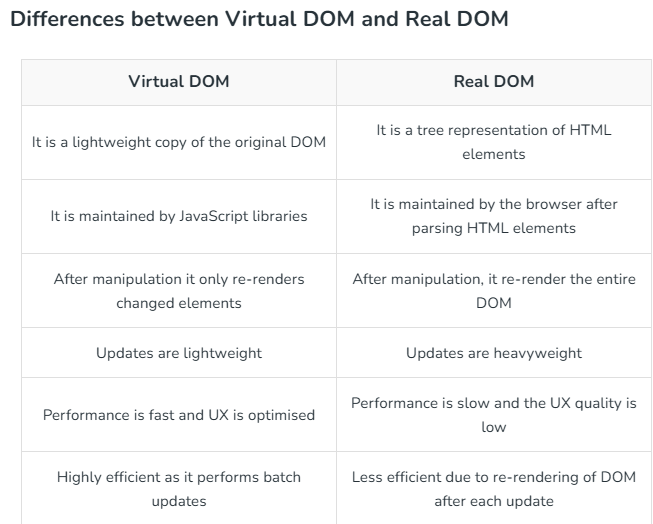 Differences between Virtual DOM and Real DOM
Virtual DOM
Real DOM
It is a lightweight copy of the original DOM
It is a tree representation of HTML
elements
It is maintained by JavaScript libraries
It is maintained by the browser after
parsing HTML elements
After manipulation it only re-renders
changed elements
After manipulation, it re-render the entire
DOM
Updates are lightweight
Updates are heavyweight
Performance is fast and UX is optimised
Performance is slow and the UX quality is
low
Highly efficient as it performs batch
updates
Less efficient due to re-rendering of DOM
after each update